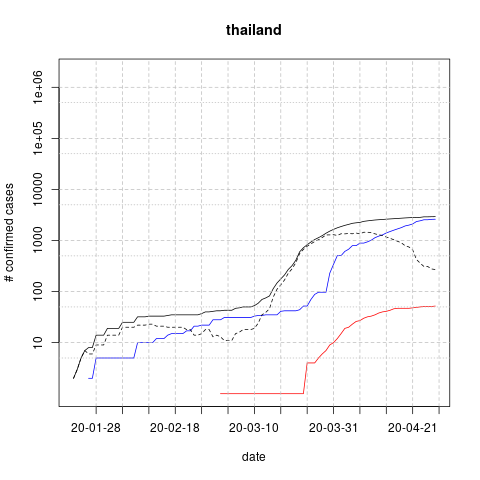 thailand
# confirmed cases
1e+06
1e+05
10000
1000
100
10
20-01-28
20-02-18
20-03-10
20-03-31
20-04-21
date